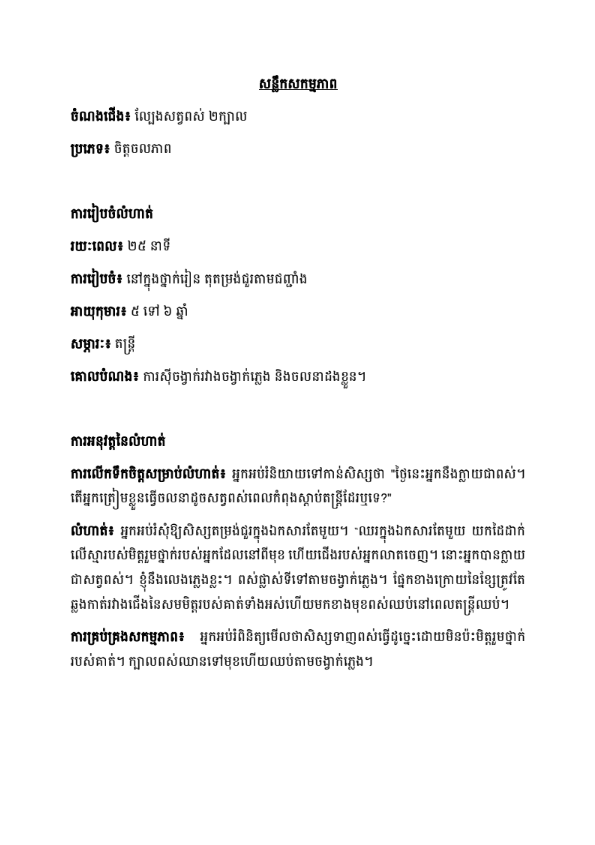 សន្លឹកសកម្មភាព
ចំណងជើង៖ ល្បែងសត្វពស់ ២ក្បាល
ប្រភេទ៖ ចិត្តចលភាព
ការរៀបចំលំហាត់
រយៈពេល៖ ២៥ នាទី
ការរៀបចំ៖ នៅក្នុងថ្នាក់រៀន តុតម្រង់ជួរតាមជញ្ជាំង
អាយុកុមារ៖ ៥ ទៅ ៦ ឆ្នាំ
សម្ភារៈ៖ តន្ត្រី
គោលបំណង៖ ការស៊ីចង្វាក់រវាងចង្វាក់ភ្លេង និងចលនាដងខ្លួន។
ការអនុវត្តនៃលំហាត់
ការលើកទឹកចិត្តសម្រាប់លំហាត់៖ អ្នកអប់រំនិយាយទៅកាន់សិស្សថា "ថ្ងៃនេះអ្នកនឹងក្លាយជាពស់។
តើអ្នកត្រៀមខ្លួនធ្វើចលនាដូចសត្វពស់ពេលកំពុងស្តាប់តន្ត្រីដែរឬទេ?"
លំហាត់៖ អ្នកអប់រំសុំឱ្យសិស្សតម្រង់ជួរក្នុងឯកសារតែមួយ។ "ឈរក្នុងឯកសារតែមួយ យកដៃដាក់
លើស្មារបស់មិត្តរួមថ្នាក់របស់អ្នកដែលនៅពីមុខ ហើយជើងរបស់អ្នកលាតចេញ។ នោះអ្នកបានក្លាយ
ជាសត្វពស់។ ខ្ញុំនឹងលេងភ្លេងខ្លះ។ ពស់ផ្លាស់ទីទៅតាមចង្វាក់ភ្លេង។ ផ្នែកខាងក្រោយនៃខ្សែត្រូវតែ
ឆ្លងកាត់រវាងជើងនៃសមមិត្តរបស់គាត់ទាំងអស់ហើយមកខាងមុខពស់ឈប់នៅពេលតន្ត្រីឈប់។
ការគ្រប់គ្រងសកម្មភាព៖ អ្នកអប់រំពិនិត្យមើលថាសិស្សទាញពស់ធ្វើដូច្នេះដោយមិនប៉ះមិត្តរួមថ្នាក់
របស់គាត់។ ក្បាលពស់ឈានទៅមុខហើយឈប់តាមចង្វាក់ភ្លេង។